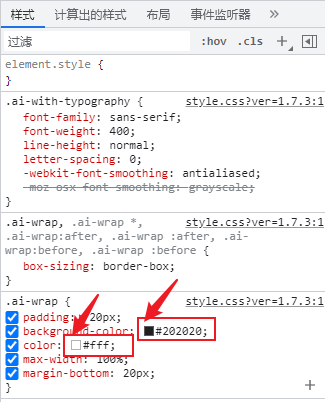 样式 计算出的样式 布局 事件监听器 »
过滤 :hov .cls
element.style {
}
.ai-with-typography { style.css?ver=1.7.3:1
font-family: sans-serif;
font-weight: 400;
line-height: normal;
letter-spacing: 0;
-webkit-font-smoothing: antialiased;
-moz-osx-font-smoothing: grayscale;
}
.ai-wrap, .ai-wrap *, style.css?ver=1.7.3:1
.ai-wrap:after, .ai-wrap :after, .ai-
wrap:before, .ai-wrap :before {
box-sizing: border-box;
}
.ai-wrap { style.css?ver=1.7.3:1
padding: 20px;
background-color: #202020;
color: #fff;
max-width: 100%;
margin-bottom: 20px;
}